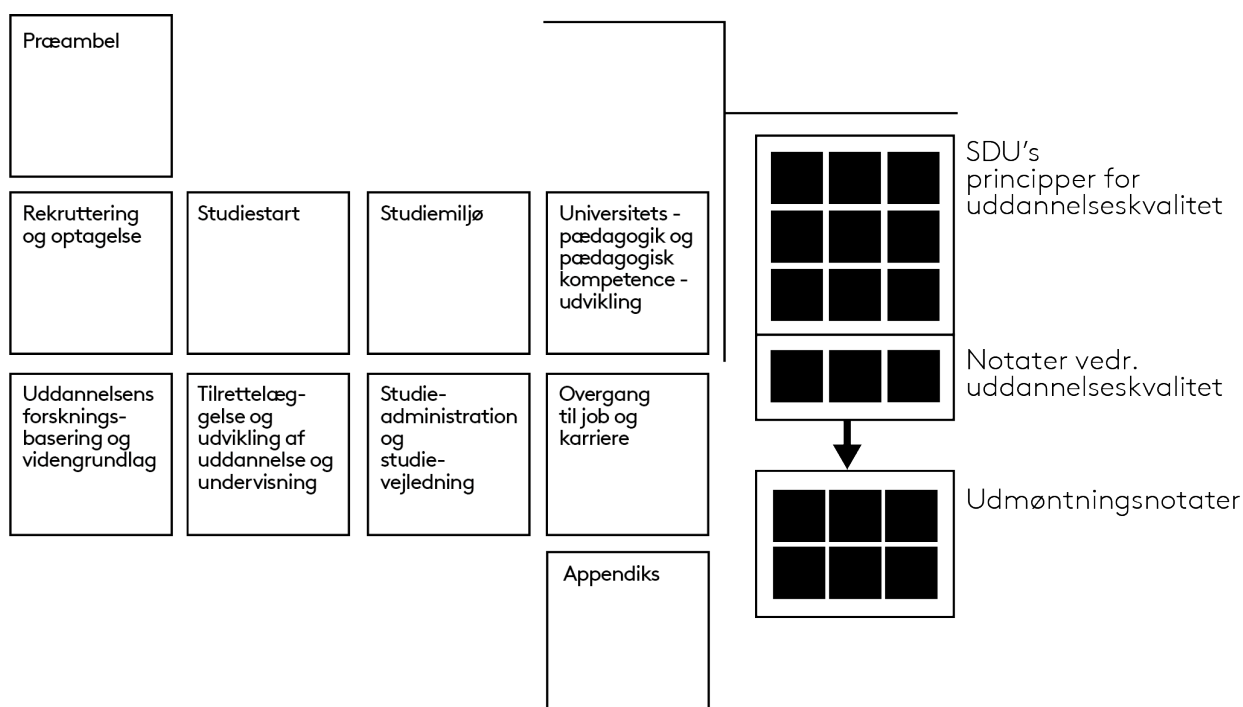 Præambel
Rekruttering
og optagelse
Studiestart
Studiemiljø
Universitets -
pædagogik og
pædagogisk
kompetence -
udvikling
Uddannelsens
forsknings-
basering og
videngrundlag
Tilrettelæg-
gelse og
udvikling af
uddannelse og
undervisning
Studie-
administration
og
studie-
vejledning
Overgang
til job og
karriere
Appendiks
SDU's
principper for
uddannelseskvalitet
Notater vedr.
uddannelseskvalitet
Udmøntningsnotater